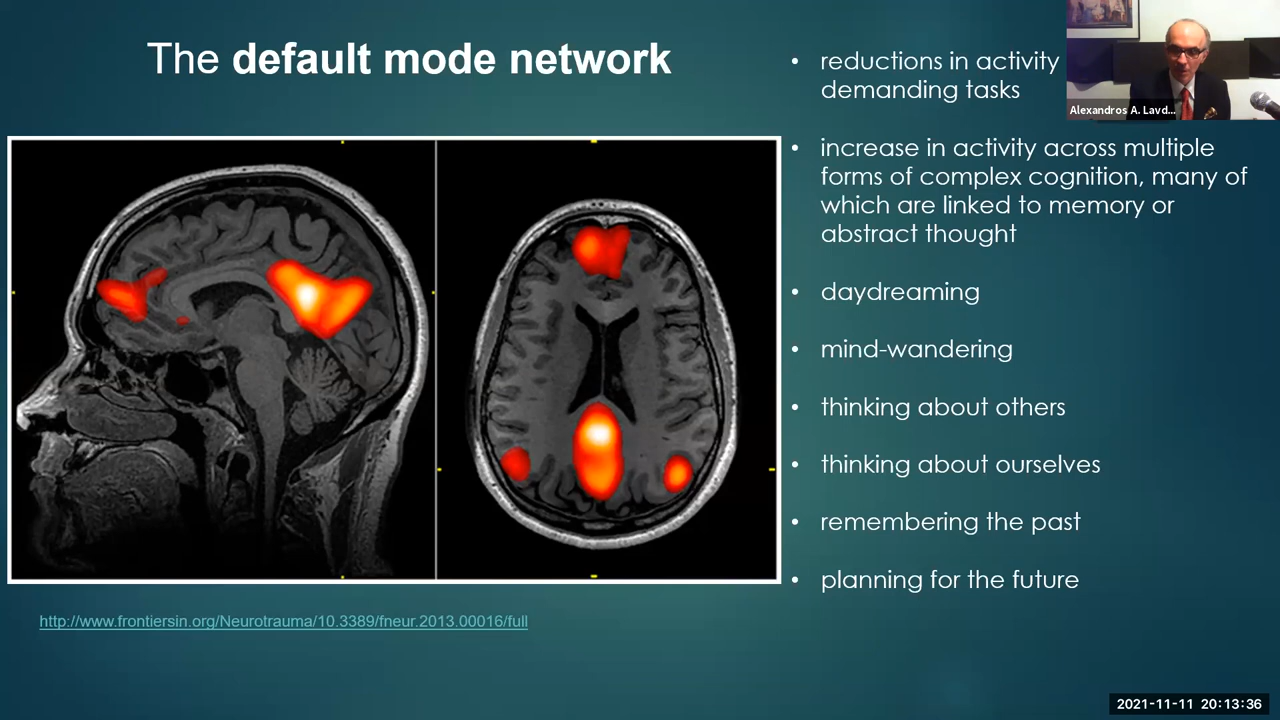 The default mode network
• reductions in activity
demanding tasks
• increase in activity across multiple
forms of complex cognition, many of
which are linked to memory or
abstract thought
• daydreaming
• mind-wandering
• thinking about others
• thinking about ourselves
• remembering the past
• planning for the future
Alexandros A. Lavd...
http://www.frontiersin.org/Neurotrauma/10.3389/fneur.2013.00016/full
2021-11-11 20:13:36